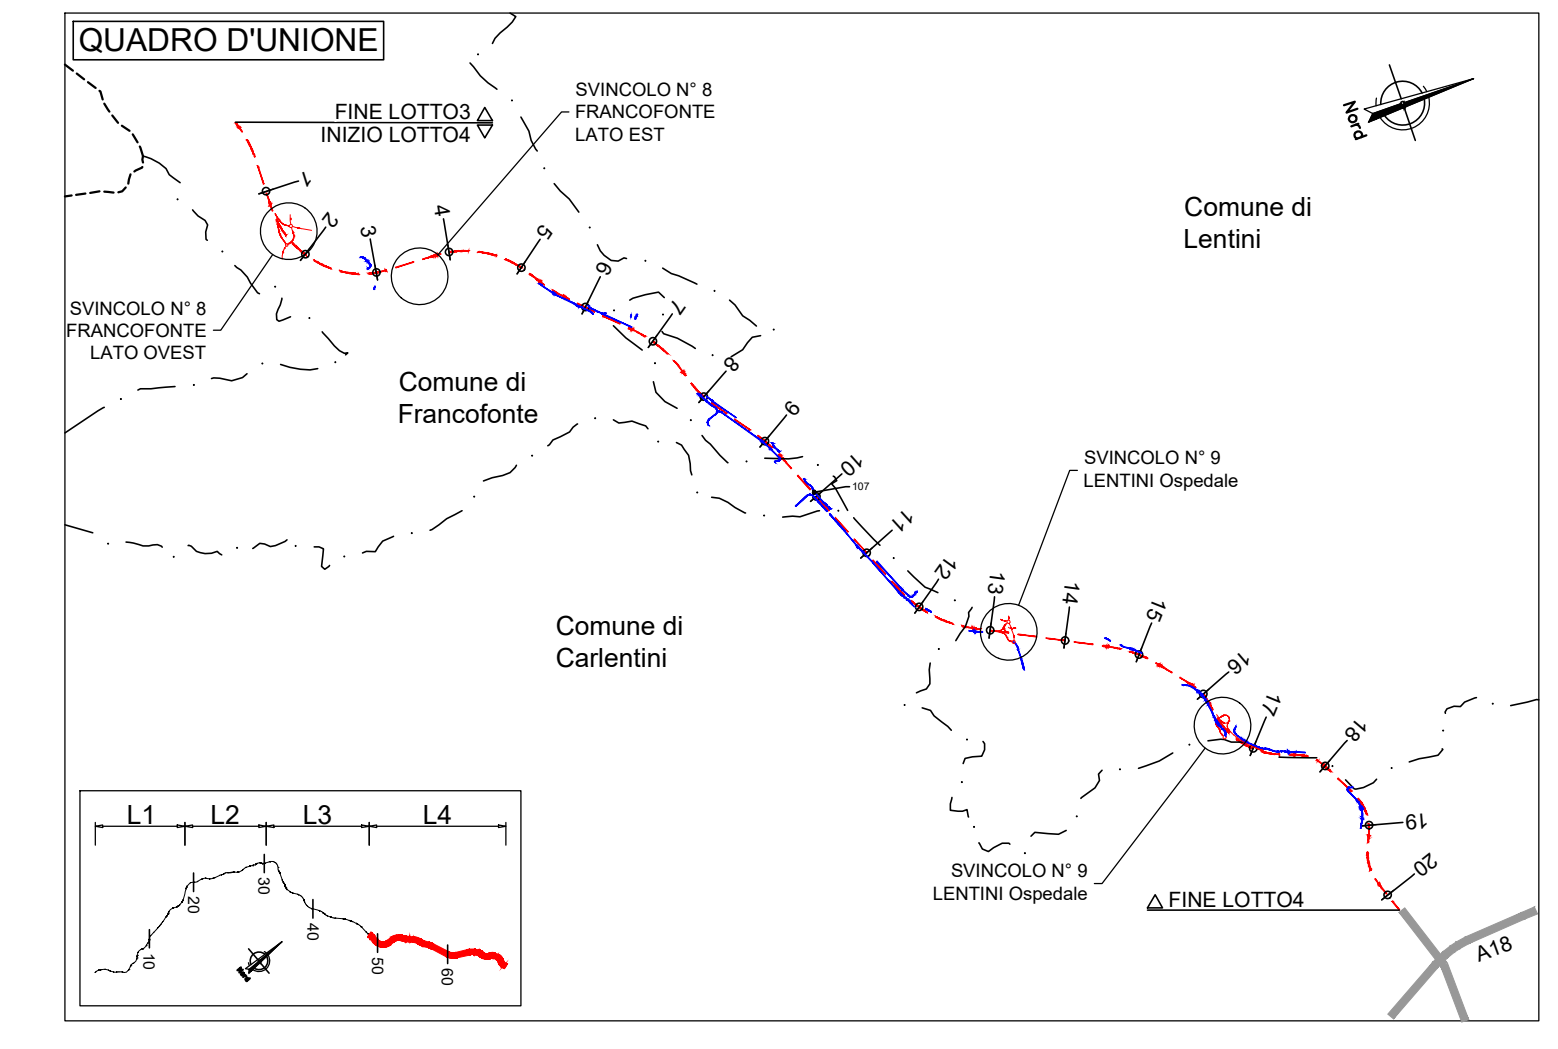 QUADRO D'UNIONE
FINE LOTTO3
INIZIO LOTTO4
SVINCOLO N° 8
FRANCOFONTE
LATO EST
Nord
Comune di
Lentini
1
2
3
4
5
6
7
8
9
10
107
11
12
13
14
15
16
17
18
19
20
SVINCOLO N° 8
FRANCOFONTE
LATO OVEST
Comune di
Francofonte
SVINCOLO N° 9
LENTINI Ospedale
Comune di
Carlentini
SVINCOLO N° 9
LENTINI Ospedale
FINE LOTTO4
A18
L1 L2 L3 L4
10
20
30
40
50
60
Nord